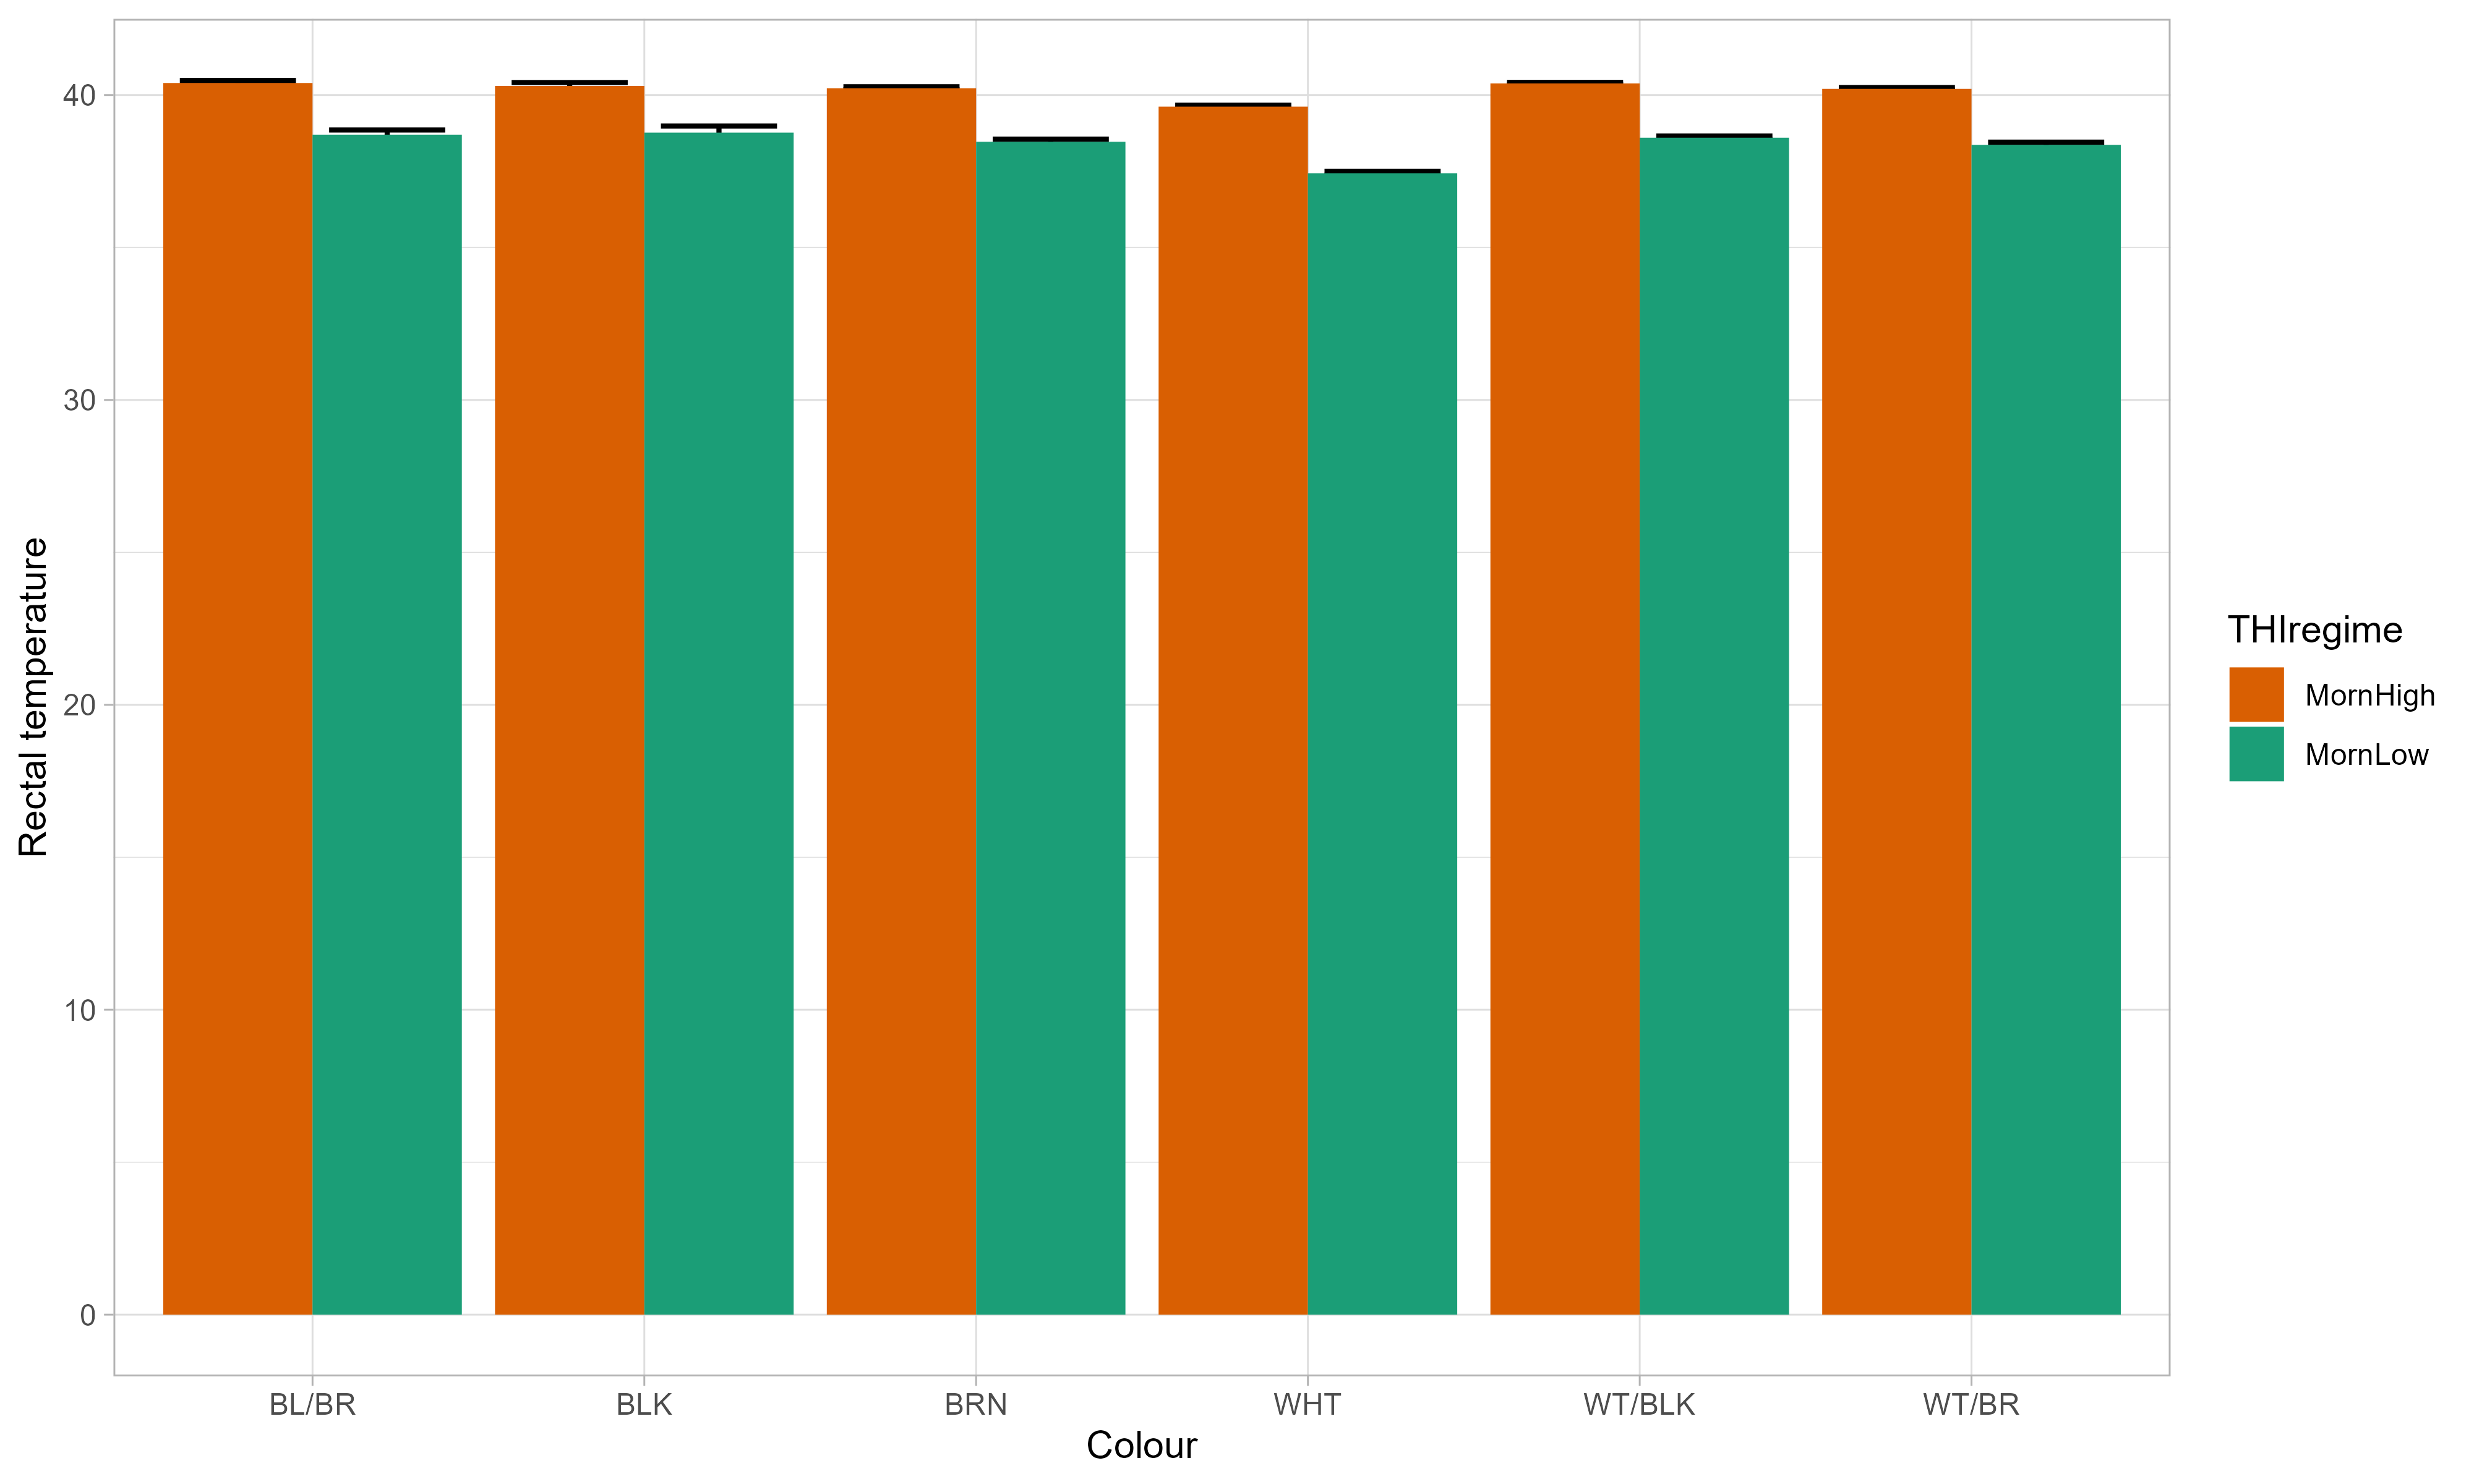 40
30
20
10
0
Rectal temperature
BL/BR
BLK
BRN
WHT
WT/BLK
WT/BR
Colour
THIregime
MornHigh
MornLow